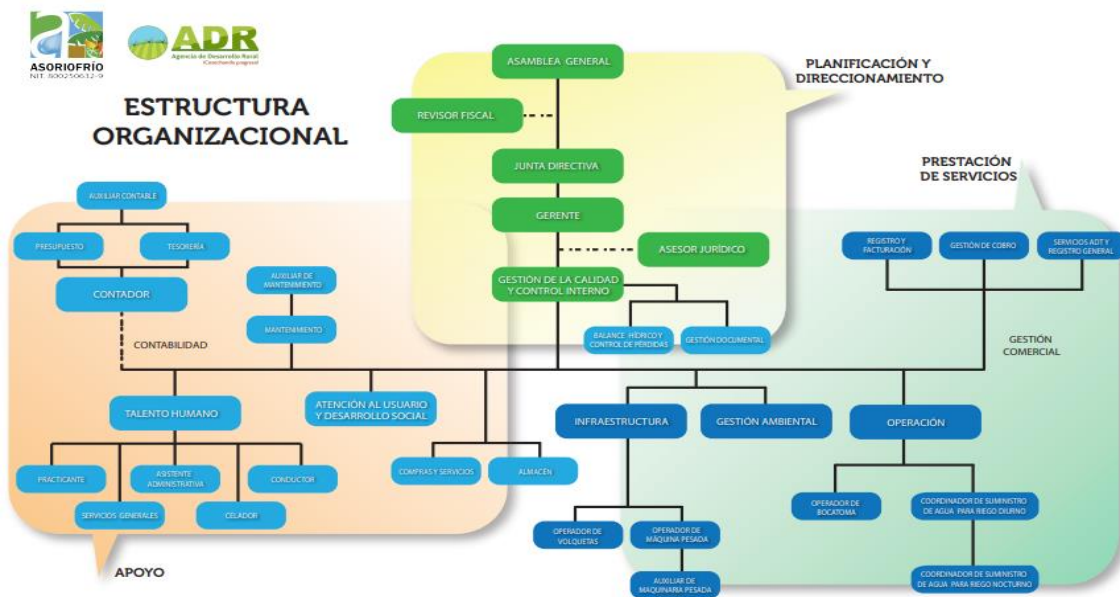 ASORIOFRÍO
NIT. 800250612-9
ADR
Agencia de Desarrollo Rural
ESTRUCTURA
ORGANIZACIONAL
ASAMBLEA GENERAL
REVISOR FISCAL
JUNTA DIRECTIVA
GERENTE
ASESOR JURÍDICO
GESTIÓN DE LA CALIDAD
Y CONTROL INTERNO
BALANCE HÍDRICO Y
CONTROL DE PÉRDIDAS
GESTIÓN DOCUMENTAL
PLANIFICACIÓN Y
DIRECCIONAMIENTO
PRESTACIÓN
DE SERVICIOS
REGISTRO Y
FACTURACIÓN
GESTIÓN DE COBRO
SERVICIOS ADT Y
REGISTRO GENERAL
GESTIÓN
COMERCIAL
AUXILIAR CONTABLE
PRESUPUESTO
TESORERÍA
CONTADOR
CONTABILIDAD
AUXILIAR DE
MANTENIMIENTO
MANTENIMIENTO
TALENTO HUMANO
ATENCIÓN AL USUARIO
Y DESARROLLO SOCIAL
PRACTICANTE
ASISTENTE
ADMINISTRATIVA
CONDUCTOR
SERVICIOS GENERALES
CELADOR
COMPRAS Y SERVICIOS
ALMACÉN
APOYO
INFRAESTRUCTURA
GESTIÓN AMBIENTAL
OPERACIÓN
OPERADOR DE
VOLQUETAS
OPERADOR DE
MÁQUINA PESADA
AUXILIAR DE
MAQUINARIA PESADA
OPERADOR DE
BOCATOMA
COORDINADOR DE SUMINISTRO
DE AGUA PARA RIEGO DIURNO
COORDINADOR DE SUMINISTRO
DE AGUA PARA RIEGO NOCTURNO